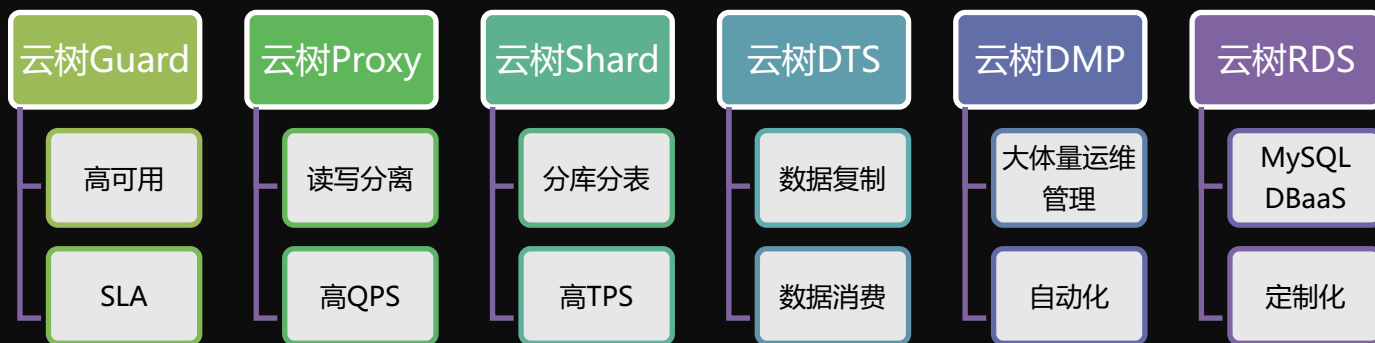 云树Guard
高可用
SLA
云树Proxy
读写分离
高QPS
云树Shard
分库分表
高TPS
云树DTS
数据复制
数据消费
云树DMP
大体量运维
管理
自动化
云树RDS
MySQL
DBaaS
定制化